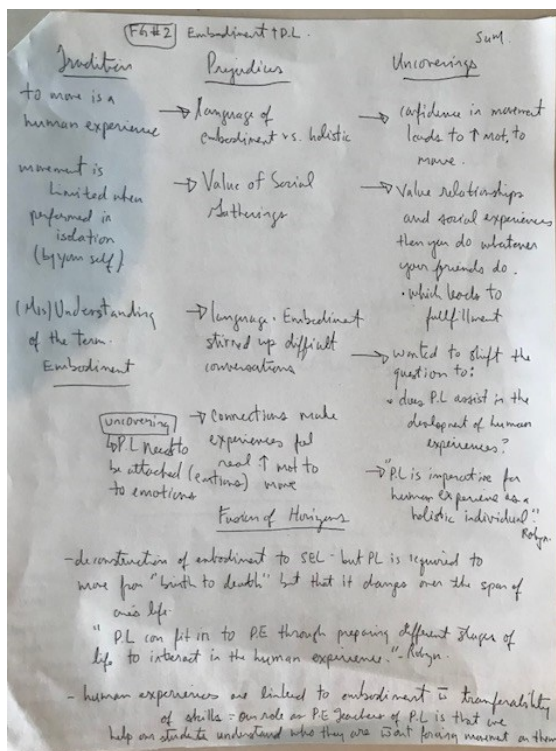 FG#2 Embodiment + P.L. Sum.
Tradition
to move is a
human experience
movement is
limited when
performed in
isolation
(by your self)
(Mis)Understanding
of the term.
Embodiment
Prejudices
→ language of
embodiment vs. holistic
→ Value of Social
Gatherings
→ language. Embodiment
stirred up difficult
conversations
uncovering
↳ P.L need to
be attached (emotions)
to emotions
→ Connections make
experiences feel
real ↑ mot to
move
Uncoverings
→ confidence in movement
leads to ↑ mot. to
move.
→ Value relationships
and social experiences
then you do whatever
your friends do.
• which leads to
fullfillment
→ wanted to shift the
question to:
• does P.L assist in the
development of human
experiences?
→ "P.L is imperative for
human experience as a
holistic individual".
Robyn.
Fusion of Horizons
- deconstruction of embodiment to SEL - but PL is required to
move from "birth to death" but that it changes over the span of
one's life.
"P.L can fit in to P.E through preparing different stages of
life to interact in the human experience." - Robyn.
- human experiences are linked to embodiment transferability
of skills = our role as P.E teachers of P.L is that we
help our students understand who they are forcing movement on them